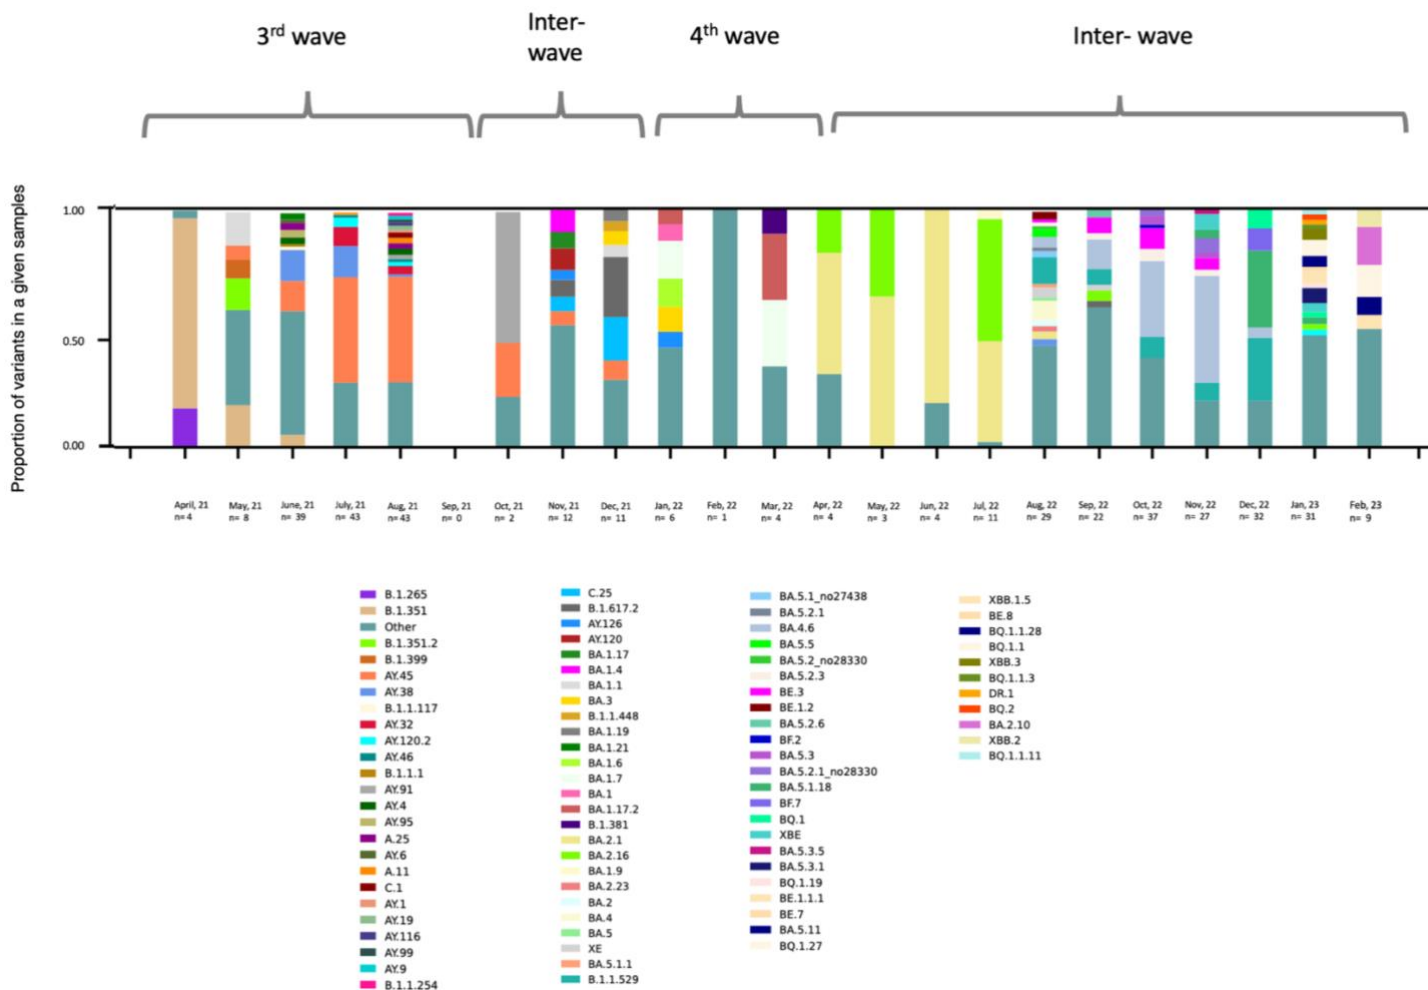 3rd wave
Inter-
wave
4th wave
Inter- wave
Proportion of variants in a given samples
1.00
0.50
0.00
April, 21
n= 4
May, 21
n= 8
June, 21
n= 39
July, 21
n= 43
Aug, 21
n= 43
Sep, 21
n= 0
Oct, 21
n= 2
Nov, 21
n= 12
Dec, 21
n= 11
Jan, 22
n= 6
Feb, 22
n= 1
Mar, 22
n= 4
Apr, 22
n= 4
May, 22
n= 3
Jun, 22
n= 4
Jul, 22
n= 11
Aug, 22
n= 29
Sep, 22
n= 22
Oct, 22
n= 37
Nov, 22
n= 27
Dec, 22
n= 32
Jan, 23
n= 31
Feb, 23
n= 9
B.1.265
B.1.351
Other
B.1.351.2
B.1.399
AY.45
AY.38
B.1.1.117
AY.32
AY.120.2
AY.46
B.1.1.1
AY.91
AY.4
AY.95
A.25
AY.6
A.11
C.1
AY.1
AY.19
AY.116
AY.99
AY.9
B.1.1.254
C.25
B.1.617.2
AY.126
AY.120
BA.1.17
BA.1.4
BA.1.1
BA.3
B.1.1.448
BA.1.19
BA.1.21
BA.1.6
BA.1.7
BA.1
BA.1.17.2
B.1.381
BA.2.1
BA.2.16
BA.1.9
BA.2.23
BA.2
BA.4
BA.5
XE
BA.5.1.1
B.1.1.529
BA.5.1_no27438
BA.5.2.1
BA.4.6
BA.5.5
BA.5.2_no28330
BA.5.2.3
BE.3
BE.1.2
BA.5.2.6
BF.2
BA.5.3
BA.5.2.1_no28330
BA.5.1.18
BF.7
BQ.1
XBE
BA.5.3.5
BA.5.3.1
BQ.1.19
BE.1.1.1
BE.7
BA.5.11
BQ.1.27
XBB.1.5
BE.8
BQ.1.1.28
BQ.1.1
XBB.3
BQ.1.1.3
DR.1
BQ.2
BA.2.10
XBB.2
BQ.1.1.11